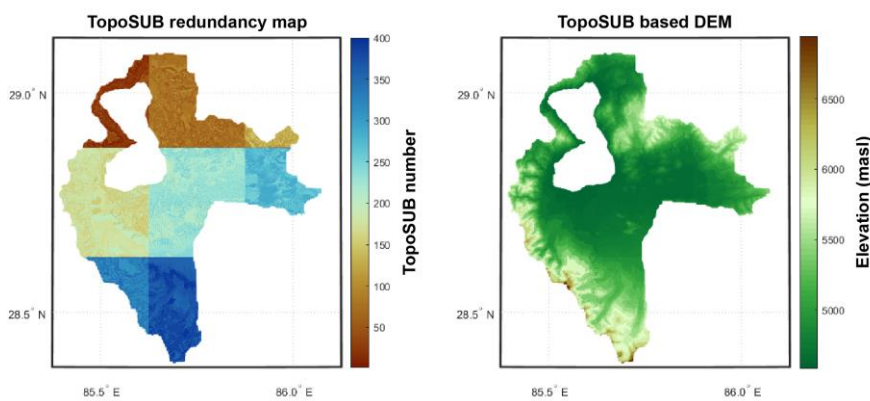 TopoSUB redundancy map
29.0° N
28.5° N
85.5° E
86.0° E
400
350
300
250
200
150
100
50
TopoSUB number
TopoSUB based DEM
29.0° N
28.5° N
85.5° E
86.0° E
6500
6000
5500
5000
Elevation (masl)